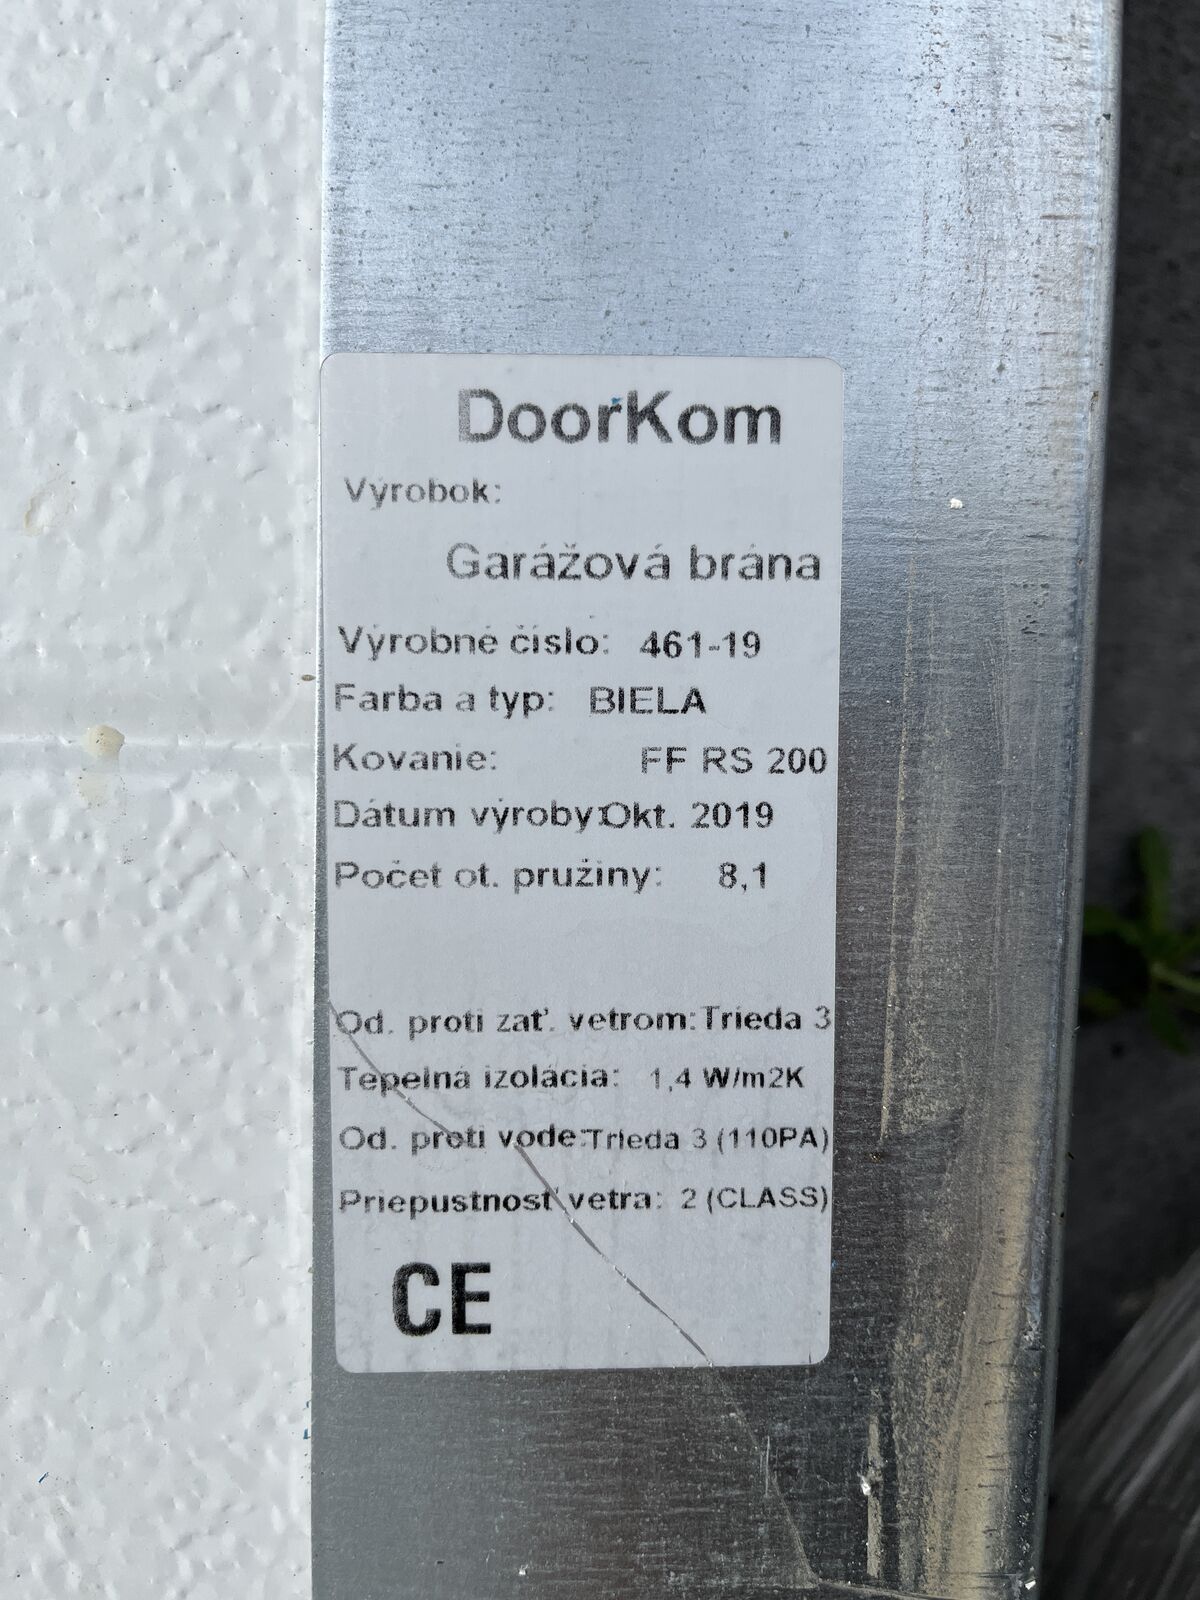 DoorKom
Výrobok:
Garážová brána
Výrobné číslo: 461-19
Farba a typ: BIELA
Kovanie: FF RS 200
Dátum výroby: Okt. 2019
Počet ot. pružiny: 8,1
Od. proti zať. vetrom: Trieda 3
Tepelná izolácia: 1,4 W/m2K
Od. proti vode: Trieda 3 (110PA)
Priepustnosť vetra: 2 (CLASS)
CE